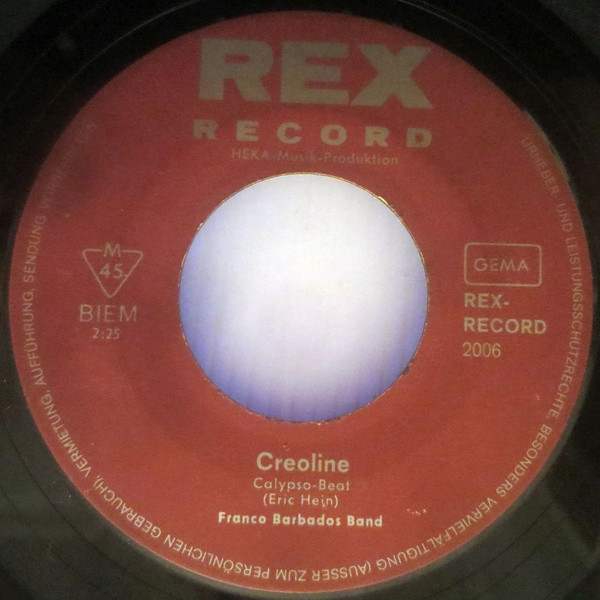 REX
RECORD
HEKA-Musik-Produktion
M
45
BIEM
2:25
GEMA
REX-
RECORD
2006
Creoline
Calypso-Beat
(Eric Hein)
Franco Barbados Band
URHEBER- UND LEISTUNGSSCHUTZRECHTE, BESONDERS VERVIELFÄLTIGUNG (AUSSER ZUM PERSÖNLICHEN GEBRAUCH), VERMIETUNG, AUFFÜHRUNG, SENDUNG